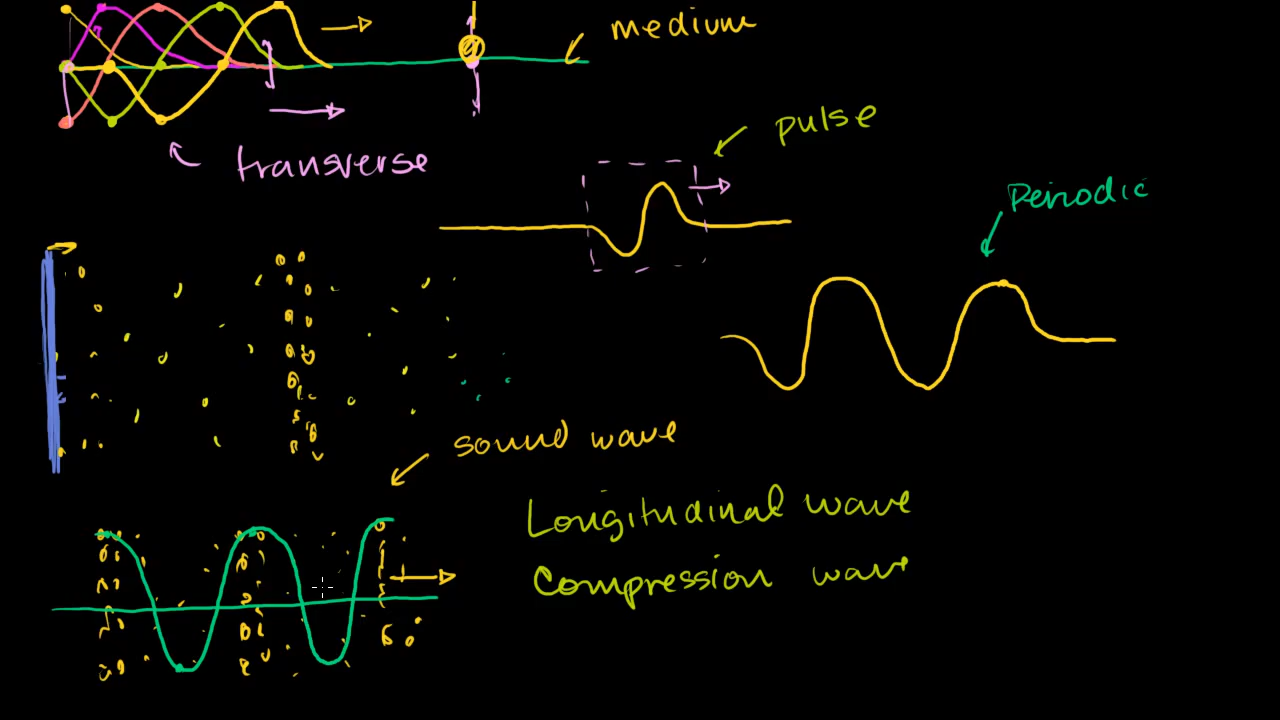 medium
pulse
transverse
Periodic
sound wave
Longitudinal wave
Compression wave